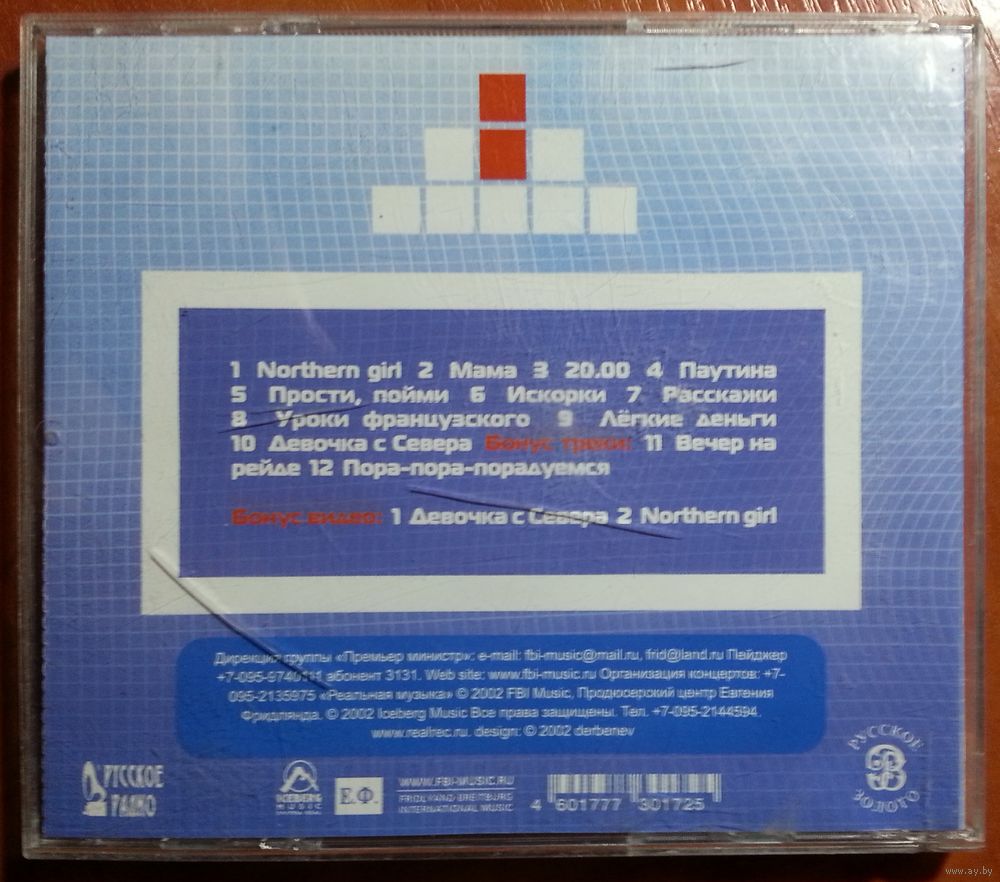 1 Northern girl 2 Мама 3 20.00 4 Паутина
5 Прости, пойми 6 Искорки 7 Расскажи
8 Уроки французского 9 Лёгкие деньги
10 Девочка с Севера Бонус треки: 11 Вечер на
рейде 12 Пора-пора-порадуемся
Бонус видео: 1 Девочка с Севера 2 Northern girl
Дирекция группы «Премьер министр»: e-mail: fbi-music@mail.ru, frid@land.ru Пейджер
абонент 3131. Web site: www.fbi-music.ru Организация концертов: +7-
095-2135975 «Реальная музыка» © 2002 FBI Music, Продюсерский центр Евгения
Фридлянда. © 2002 Iceberg Music Все права защищены. Тел. +7-095-2144594.
www.realrec.ru. design: © 2002 derbenev
РУССКОЕ
РАДИО
ICEBERG
MUSIC
Е.Ф.
WWW.FBI-MUSIC.RU
FRIDLYAND BREITBURG
INTERNATIONAL MUSIC
4 601777 301725
РУССКОЕ
ЗОЛОТО
www.ay.by